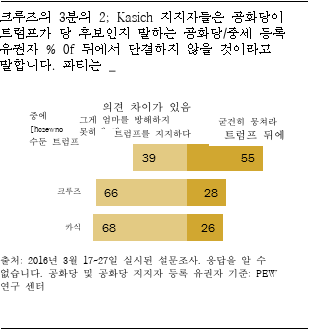 크루즈의 3분의 2; Kasich 지지자들은 공화당이
트럼프가 당 후보인지 말하는 공화당/중세 등록
유권자 % 0f 뒤에서 단결하지 않을 것이라고
말합니다. 파티는 _
의견 차이가 있음
중에
그게 엄마를 방해하지
굳건히 뭉쳐라
못히
트럼프를 지지하다
트럼프 뒤에
수둔 트럼프
39 55
크루즈 66 28
카식 68 26
출처: 2016년 3월 17-27일 실시된 설문조사. 응답을 알 수
없습니다. 공화당 및 공화당 지지자 등록 유권자 기준: PEW
연구 센터